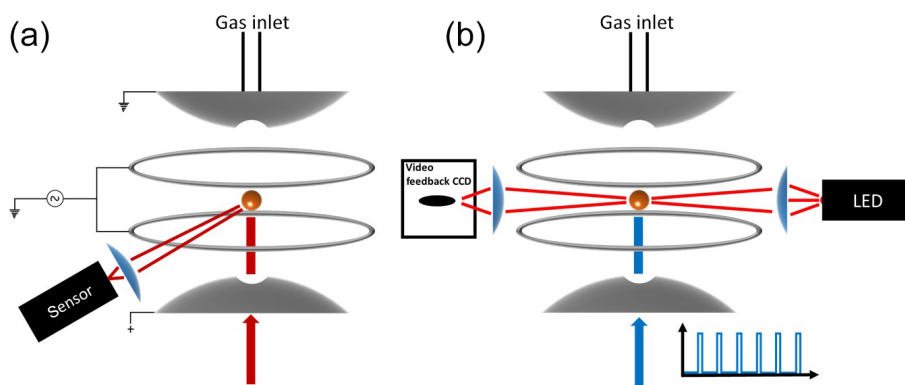 (a)
Gas inlet
Sensor
+
(b)
Gas inlet
Video
feedback CCD
LED